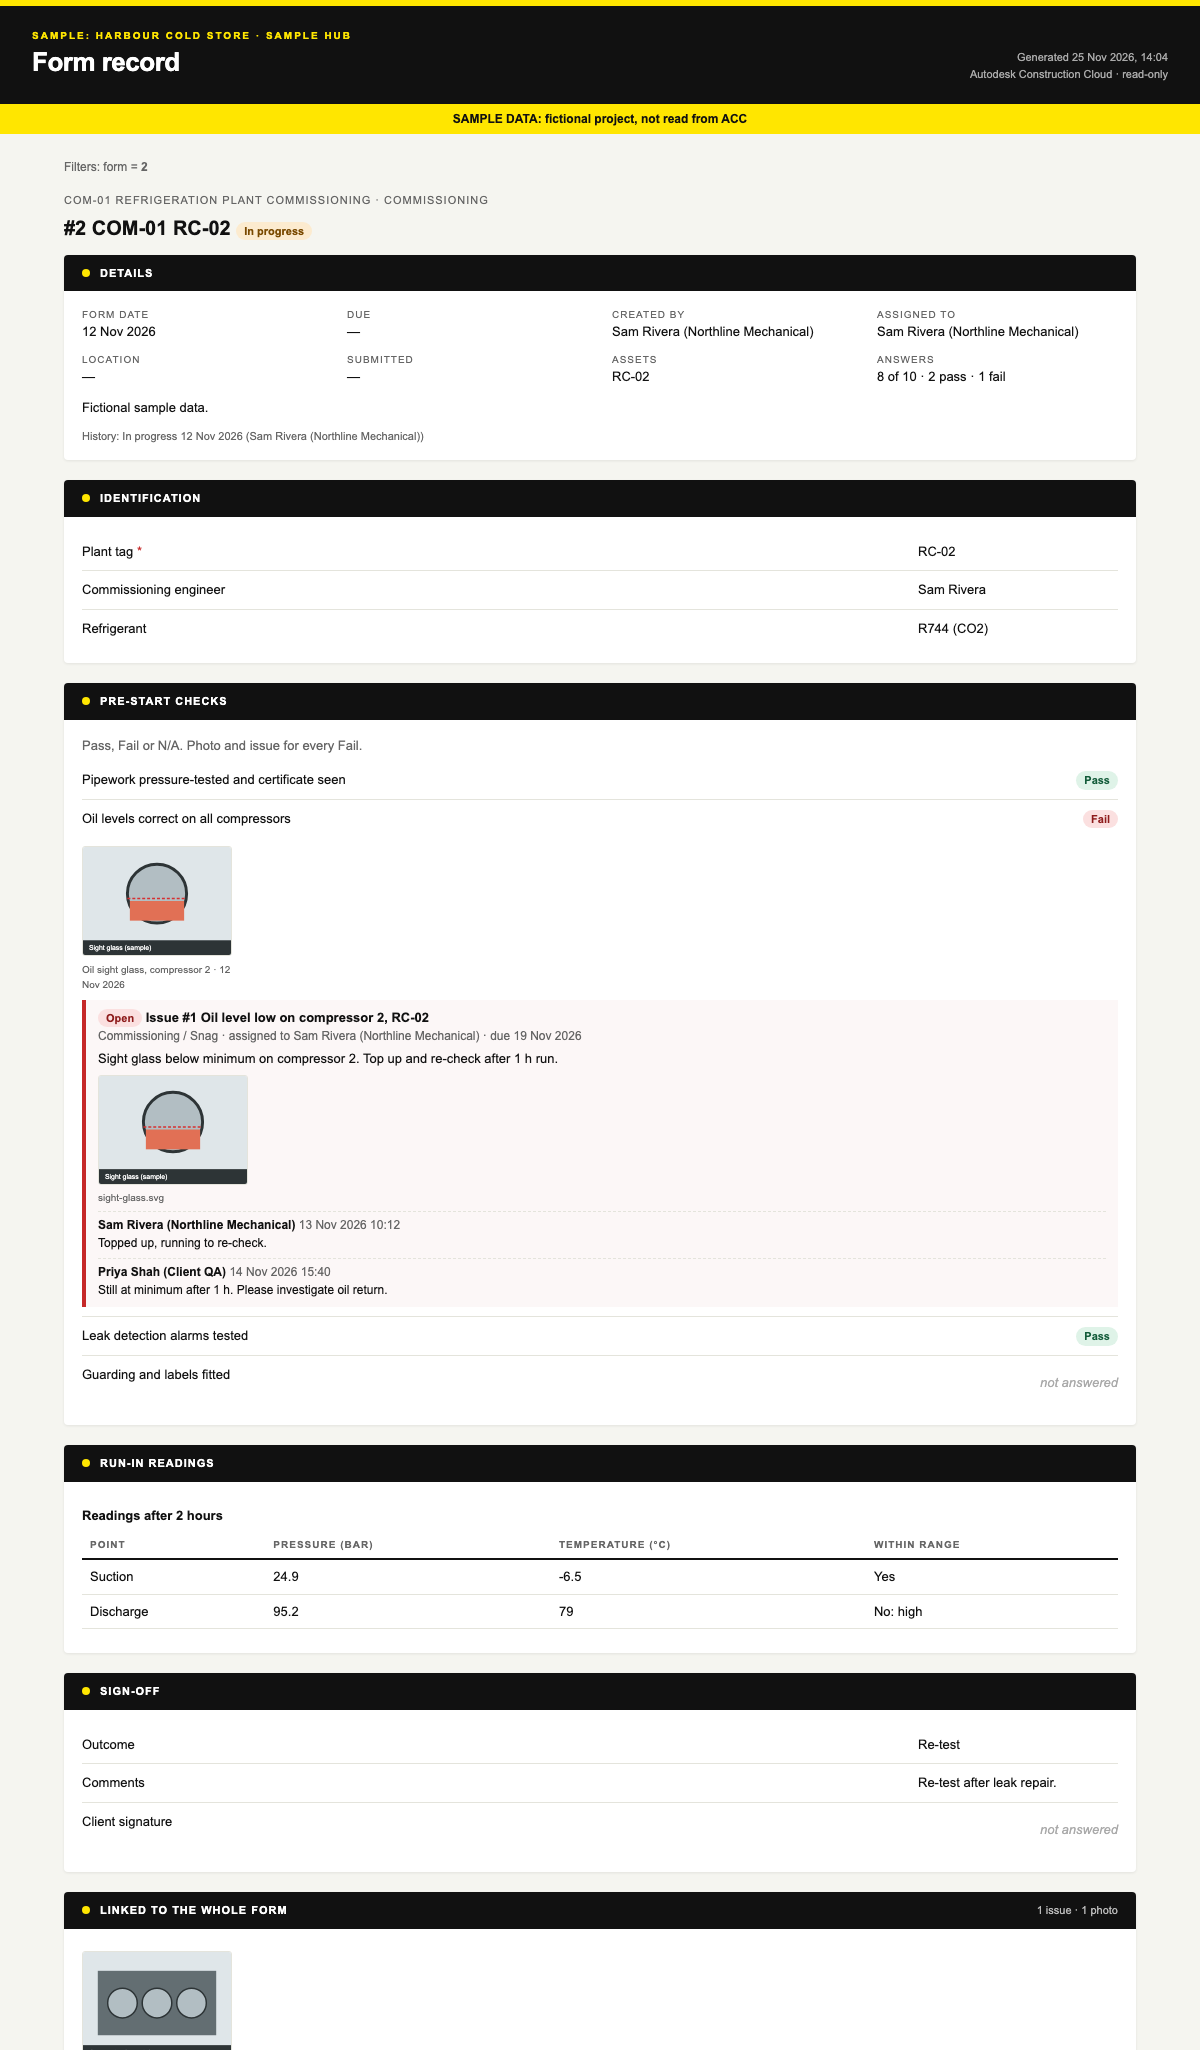 SAMPLE: HARBOUR COLD STORE · SAMPLE HUB
Form record
Generated 25 Nov 2026, 14:04
Autodesk Construction Cloud · read-only
SAMPLE DATA: fictional project, not read from ACC
Filters: form = 2
COM-01 REFRIGERATION PLANT COMMISSIONING · COMMISSIONING
#2 COM-01 RC-02 In progress
DETAILS
FORM DATE DUE CREATED BY ASSIGNED TO
12 Nov 2026 — Sam Rivera (Northline Mechanical) Sam Rivera (Northline Mechanical)
LOCATION SUBMITTED ASSETS ANSWERS
— — RC-02 8 of 10 · 2 pass · 1 fail
Fictional sample data.
History: In progress 12 Nov 2026 (Sam Rivera (Northline Mechanical))
IDENTIFICATION
Plant tag * RC-02
Commissioning engineer Sam Rivera
Refrigerant R744 (CO2)
PRE-START CHECKS
Pass, Fail or N/A. Photo and issue for every Fail.
Pipework pressure-tested and certificate seen Pass
Oil levels correct on all compressors Fail
Sight glass (sample)
Oil sight glass, compressor 2 · 12
Nov 2026
Open Issue #1 Oil level low on compressor 2, RC-02
Commissioning / Snag · assigned to Sam Rivera (Northline Mechanical) · due 19 Nov 2026
Sight glass below minimum on compressor 2. Top up and re-check after 1 h run.
Sight glass (sample)
sight-glass.svg
Sam Rivera (Northline Mechanical) 13 Nov 2026 10:12
Topped up, running to re-check.
Priya Shah (Client QA) 14 Nov 2026 15:40
Still at minimum after 1 h. Please investigate oil return.
Leak detection alarms tested Pass
Guarding and labels fitted not answered
RUN-IN READINGS
Readings after 2 hours
POINT PRESSURE (BAR) TEMPERATURE (°C) WITHIN RANGE
Suction 24.9 -6.5 Yes
Discharge 95.2 79 No: high
SIGN-OFF
Outcome Re-test
Comments Re-test after leak repair.
Client signature not answered
LINKED TO THE WHOLE FORM 1 issue · 1 photo